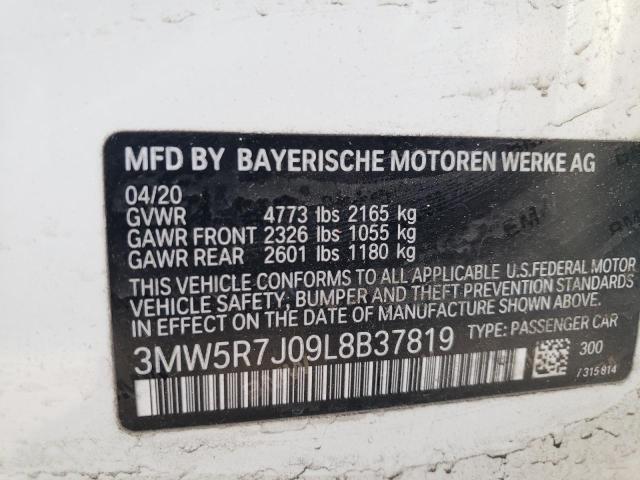 MFD BY BAYERISCHE MOTOREN WERKE AG
04/20
GVWR 4773 lbs 2165 kg
GAWR FRONT 2326 lbs 1055 kg
GAWR REAR 2601 lbs 1180 kg
THIS VEHICLE CONFORMS TO ALL APPLICABLE U.S.FEDERAL MOTOR
VEHICLE SAFETY, BUMPER AND THEFT PREVENTION STANDARDS
IN EFFECT ON THE DATE OF MANUFACTURE SHOWN ABOVE.
3MW5R7J09L8B37819 TYPE: PASSENGER CAR
300
/315814